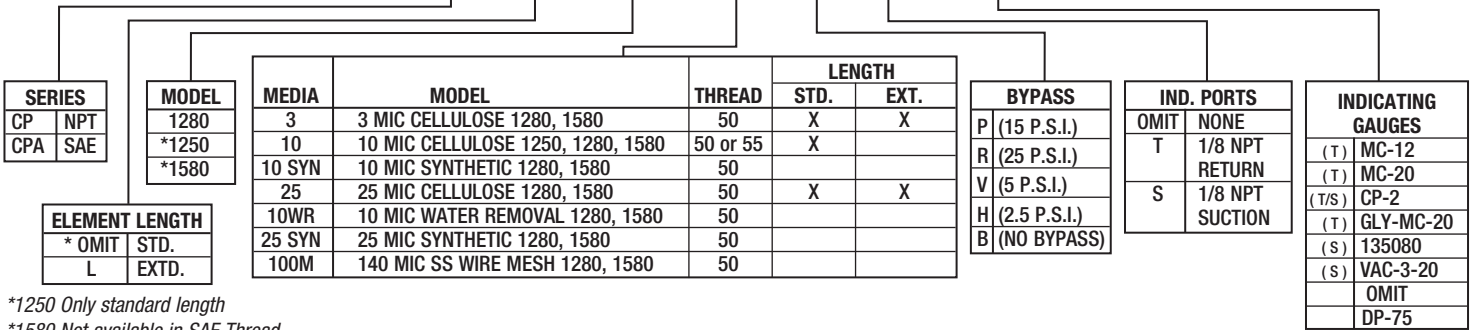 SERIES
CP NPT
CPA SAE
MODEL
1280
*1250
*1580
ELEMENT LENGTH
* OMIT STD.
L EXTD.
LENGTH
MEDIA MODEL THREAD STD. EXT.
3 3 MIC CELLULOSE 1280, 1580 50 X X
10 10 MIC CELLULOSE 1250, 1280, 1580 50 or 55 X
10 SYN 10 MIC SYNTHETIC 1280, 1580 50
25 25 MIC CELLULOSE 1280, 1580 50 X X
10WR 10 MIC WATER REMOVAL 1280, 1580 50
25 SYN 25 MIC SYNTHETIC 1280, 1580 50
100M 140 MIC SS WIRE MESH 1280, 1580 50
BYPASS
P (15 P.S.I.)
R (25 P.S.I.)
V (5 P.S.I.)
H (2.5 P.S.I.)
B (NO BYPASS)
IND. PORTS
OMIT NONE
T 1/8 NPT
RETURN
S 1/8 NPT
SUCTION
INDICATING
GAUGES
(T) MC-12
(T) MC-20
(T/S) CP-2
(T) GLY-MC-20
(S) 135080
(S) VAC-3-20
OMIT
DP-75
*1250 Only standard length
*1580 Not available in SAE Thread